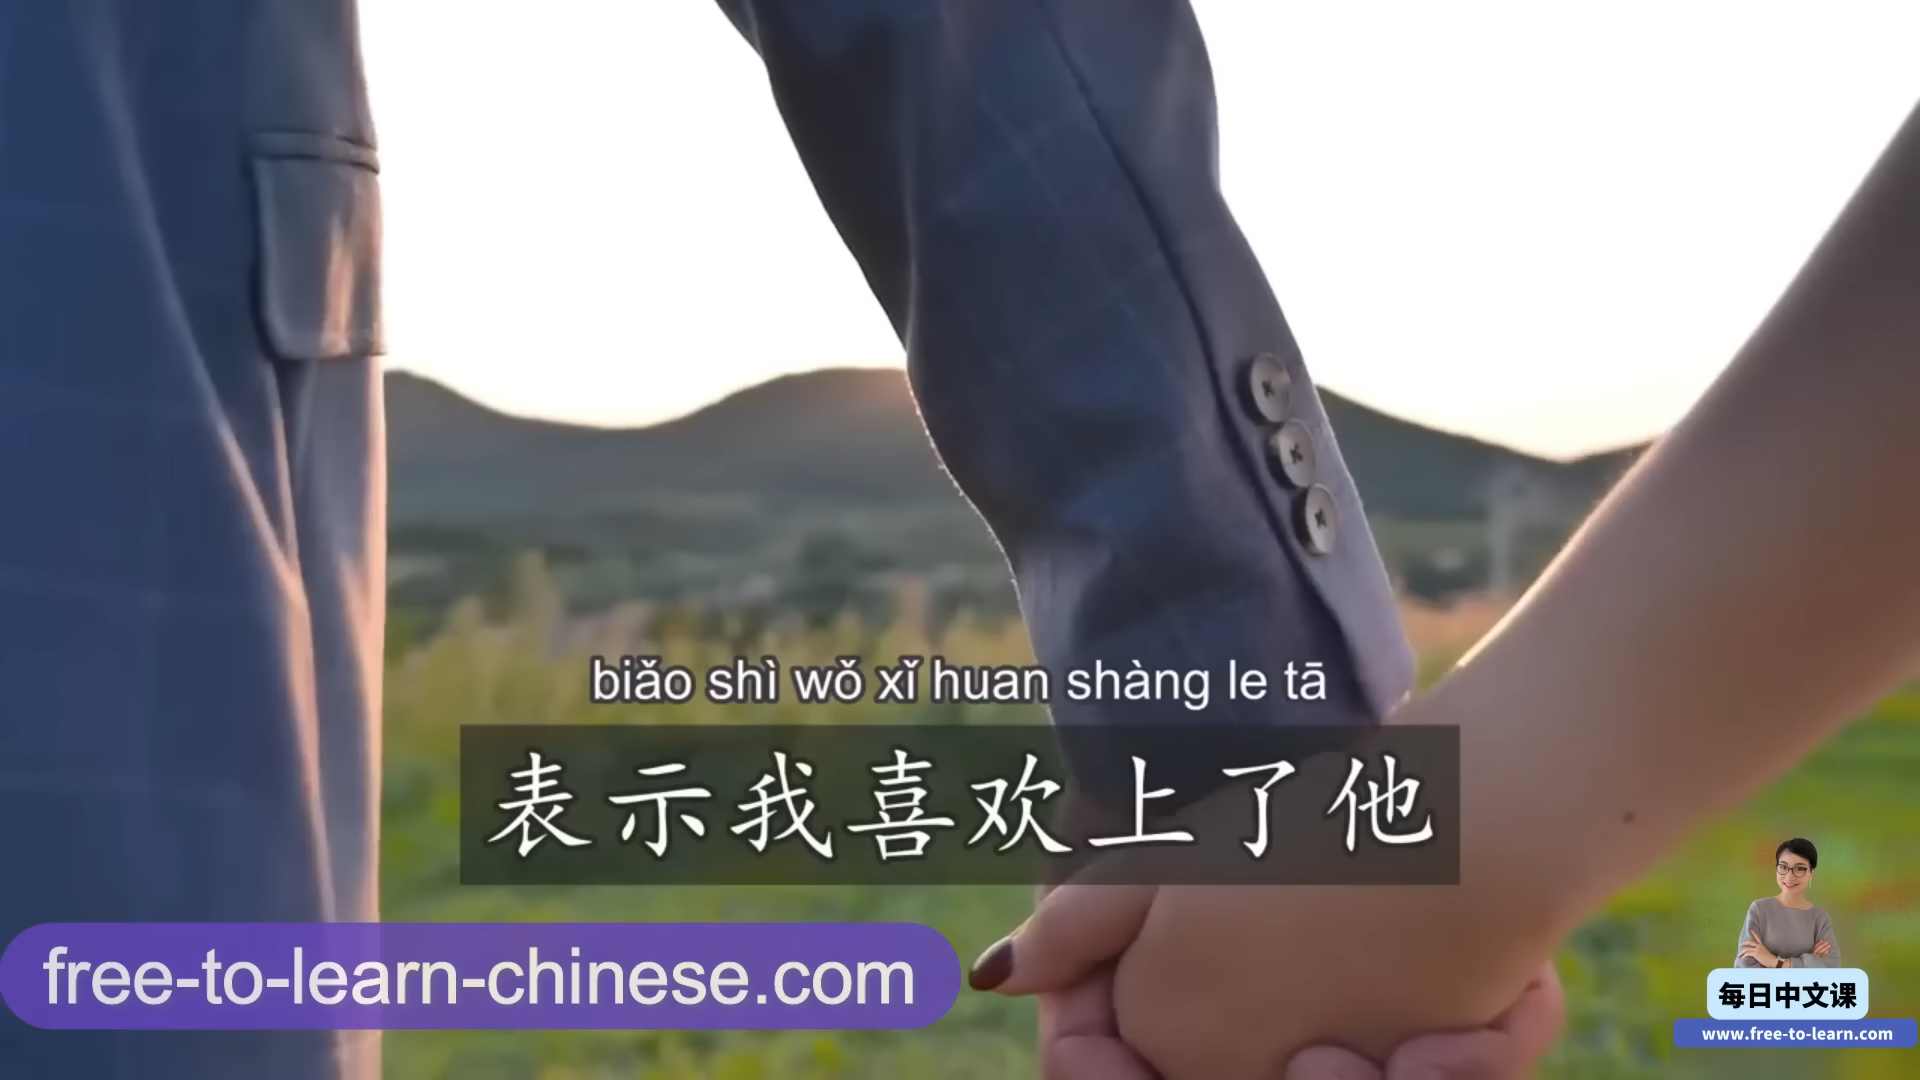 biǎo shì wǒ xǐ huan shàng le tā
表示我喜欢上了他
free-to-learn-chinese.com
每日中文课
www.free-to-learn.com